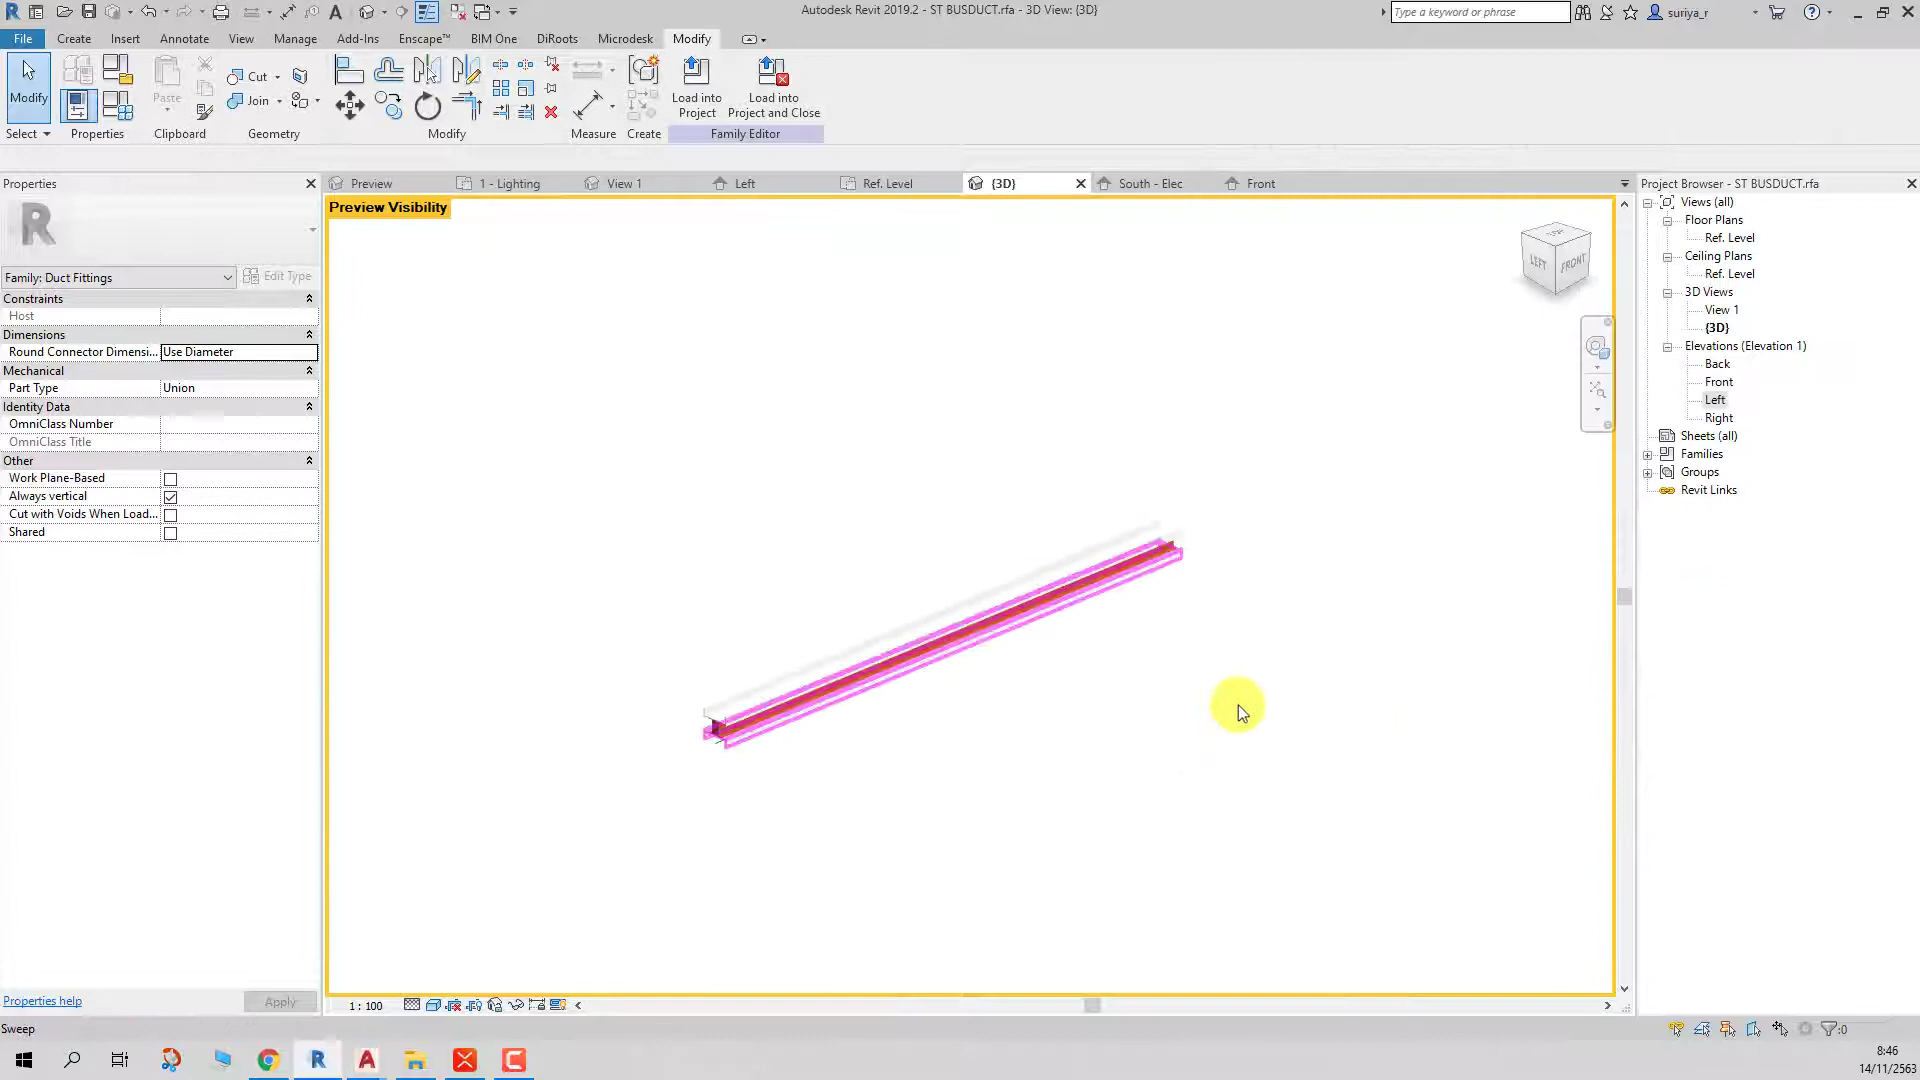 Autodesk Revit 2019.2 - ST BUSDUCT.rfa - 3D View: {3D}
Type a keyword or phrase
suriya_r
File Create Insert Annotate View Manage Add-Ins Enscape™ BIM One DiRoots Microdesk Modify
Modify
Paste
Cut
Join
Load into
Project
Load into
Project and Close
Select Properties Clipboard Geometry Modify Measure Create Family Editor
Properties
Preview 1 - Lighting View 1 Left Ref. Level {3D} South - Elec Front
Project Browser - ST BUSDUCT.rfa
Family: Duct Fittings
Edit Type
Constraints
Host
Dimensions
Round Connector Dimensi... Use Diameter
Mechanical
Part Type Union
Identity Data
OmniClass Number
OmniClass Title
Other
Work Plane-Based
Always vertical
Cut with Voids When Load...
Shared
Properties help
Apply
Preview Visibility
TOP
LEFT
FRONT
Views (all)
Floor Plans
Ref. Level
Ceiling Plans
Ref. Level
3D Views
View 1
{3D}
Elevations (Elevation 1)
Back
Front
Left
Right
Sheets (all)
Families
Groups
Revit Links
1 : 100
Sweep
:0
8:46
14/11/2563